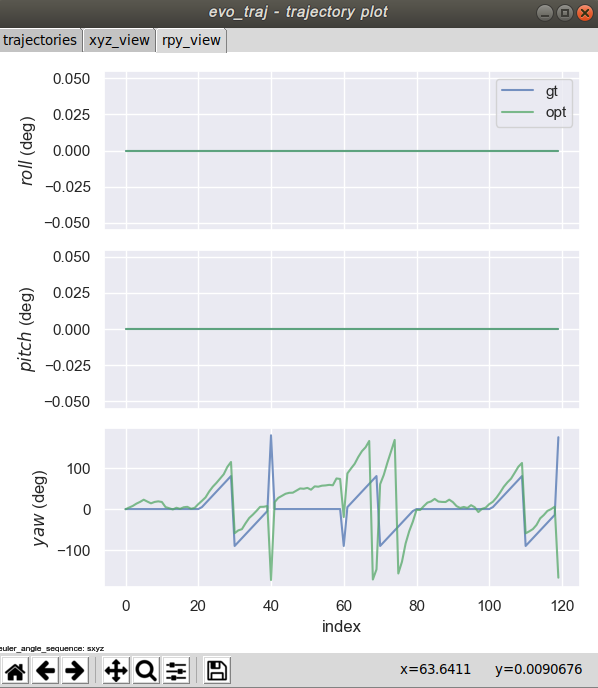 evo_traj - trajectory plot
trajectories xyz_view rpy_view
0.050
0.025
0.000
−0.025
−0.050
roll (deg)
gt
opt
0.050
0.025
0.000
−0.025
−0.050
pitch (deg)
100
0
−100
yaw (deg)
0 20 40 60 80 100 120
index
euler_angle_sequence: sxyz
x=63.6411 y=0.0090676